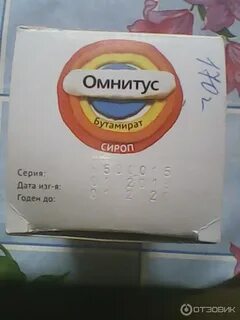 Омнитус
Бутамират
СИРОП
Серия:
Дата изг-я:
Годен до:
ОТЗОВИК